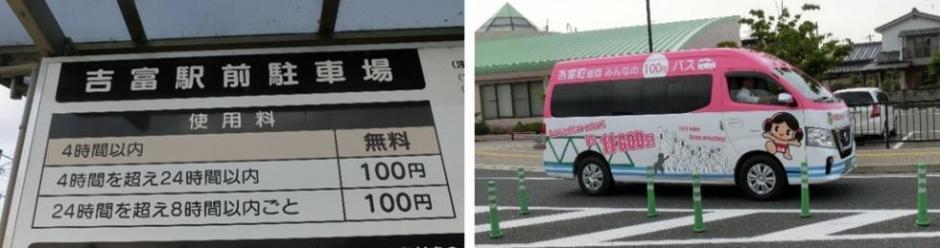 吉富駅前駐車場
使用料
4時間以内 無料
4時間を超え24時間以内 100円
24時間を超え8時間以内ごと 100円
吉富町巡回 みんなの 100円 バス